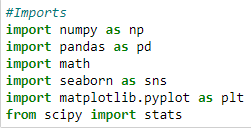 #Imports
import numpy as np
import pandas as pd
import math
import seaborn as sns
import matplotlib.pyplot as plt
from scipy import stats